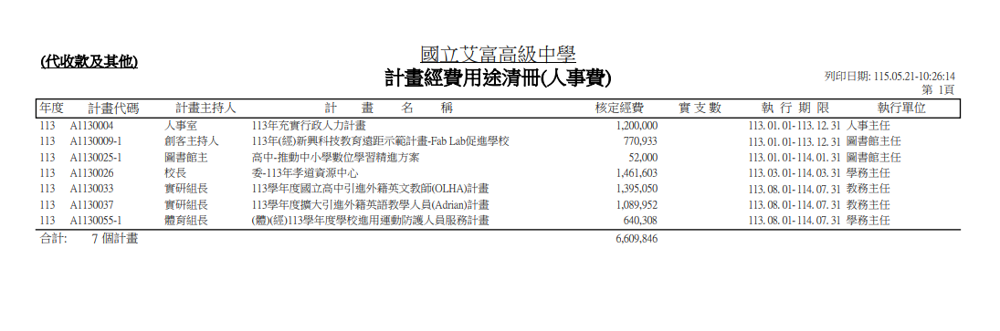 國立艾富高級中學
(代收款及其他)
計畫經費用途清冊(人事費)
列印日期: 115.05.21-10:26:14
第 1頁
年度 計畫代碼 計畫主持人 計 畫 名 稱 核定經費 實支數 執行期限 執行單位
113 A1130004 人事室 113年充實行政人力計畫 1,200,000 113.01.01-113.12.31 人事主任
113 A1130009-1 創客主持人 113年(經)新興科技教育遠距示範計畫-Fab Lab促進學校 770,933 113.01.01-113.12.31 圖書館主任
113 A1130025-1 圖書館主 高中-推動中小學數位學習精進方案 52,000 113.01.01-114.01.31 圖書館主任
113 A1130026 校長 委-113年孝道資源中心 1,461,603 113.03.01-114.03.31 學務主任
113 A1130033 實研組長 113學年度國立高中引進外籍英文教師(OLHA)計畫 1,395,050 113.08.01-114.07.31 教務主任
113 A1130037 實研組長 113學年度擴大引進外籍英語教學人員(Adrian)計畫 1,089,952 113.08.01-114.07.31 教務主任
113 A1130055-1 體育組長 (體)(經)113學年度學校進用運動防護人員服務計畫 640,308 113.08.01-114.07.31 學務主任
合計: 7 個計畫 6,609,846